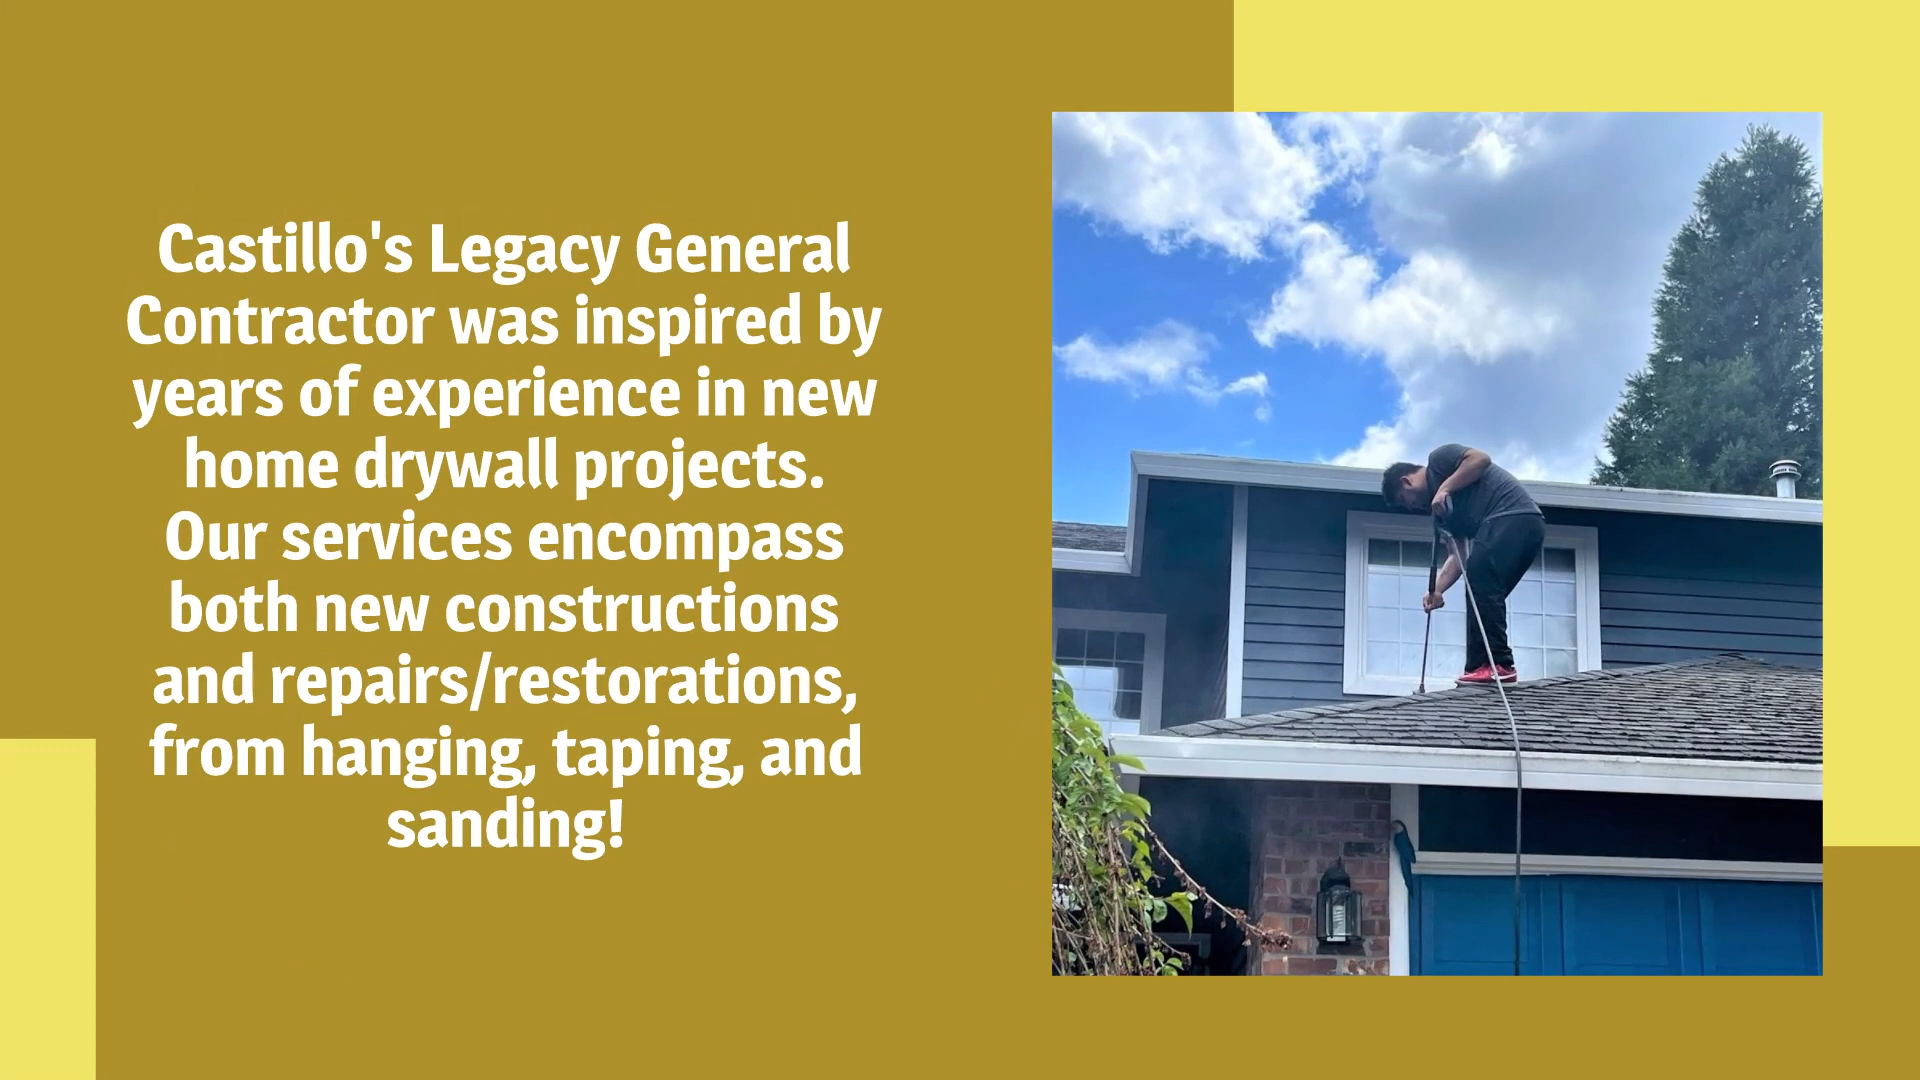 Castillo's Legacy General
Contractor was inspired by
years of experience in new
home drywall projects.
Our services encompass
both new constructions
and repairs/restorations,
from hanging, taping, and
sanding!